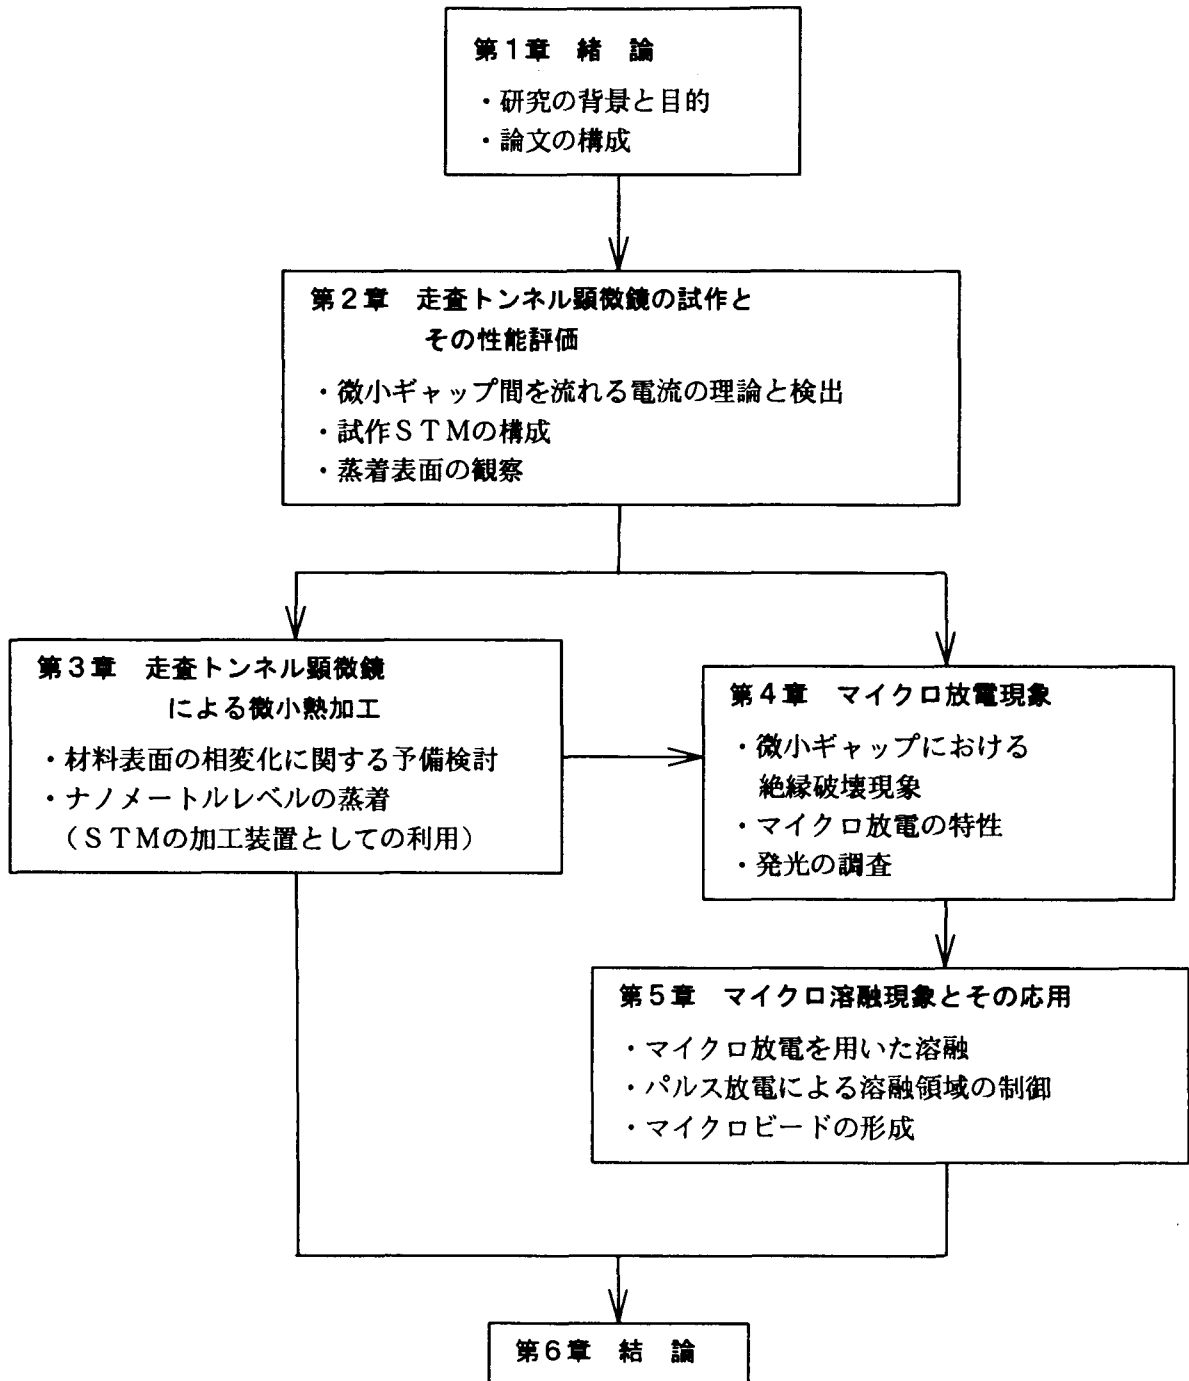 第1章 緒 論
・研究の背景と目的
・論文の構成
第2章 走査トンネル顕微鏡の試作と
その性能評価
・微小ギャップ間を流れる電流の理論と検出
・試作STMの構成
・蒸着表面の観察
第3章 走査トンネル顕微鏡
による微小熱加工
・材料表面の相変化に関する予備検討
・ナノメートルレベルの蒸着
(STMの加工装置としての利用)
第4章 マイクロ放電現象
・微小ギャップにおける
絶縁破壊現象
・マイクロ放電の特性
・発光の調査
第5章 マイクロ溶融現象とその応用
・マイクロ放電を用いた溶融
・パルス放電による溶融領域の制御
・マイクロビードの形成
第6章 結 論